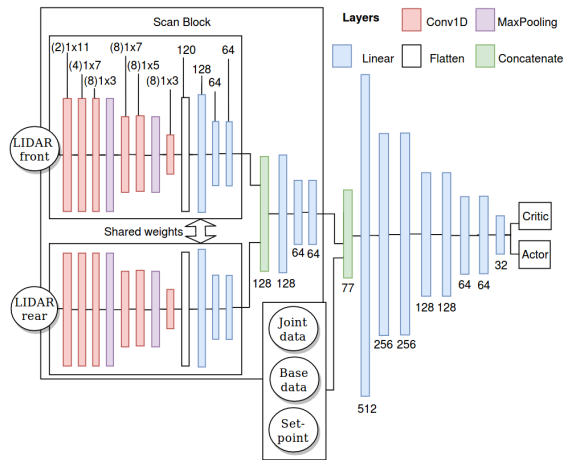 Scan Block
Layers
Conv1D
MaxPooling
Linear
Flatten
Concatenate
(2)1x11
(4)1x7
(8)1x3
(8)1x7
(8)1x5
(8)1x3
120
128
64
64
LIDAR
front
Shared weights
LIDAR
rear
128
128
64 64
77
512
256 256
128 128
64 64
32
Critic
Actor
Joint
data
Base
data
Set-
point